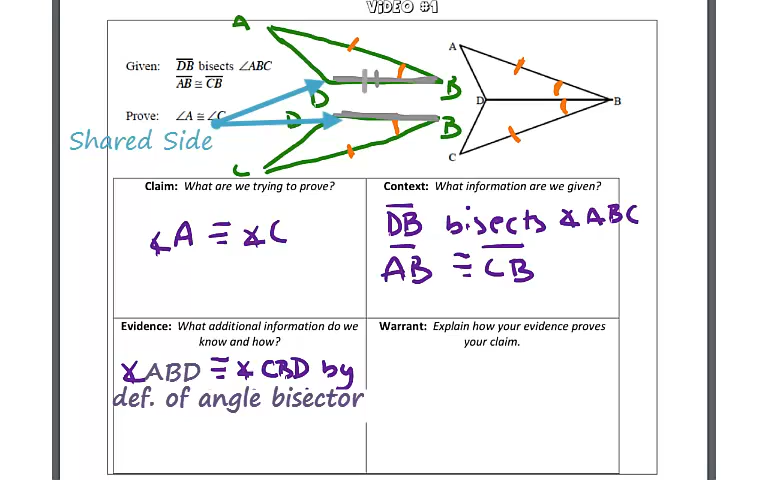 ViDEO #1
Given: DB bisects ∠ABC
AB ≅ CB
Prove: ∠A ≅ ∠C
Shared Side
A
D
B
D
B
C
A
D
B
C
Claim: What are we trying to prove?
∡A ≅ ∡C
Context: What information are we given?
DB bisects ∡ABC
AB ≅ CB
Evidence: What additional information do we
know and how?
∡ABD ≅ ∡CBD by
def. of angle bisector
Warrant: Explain how your evidence proves
your claim.